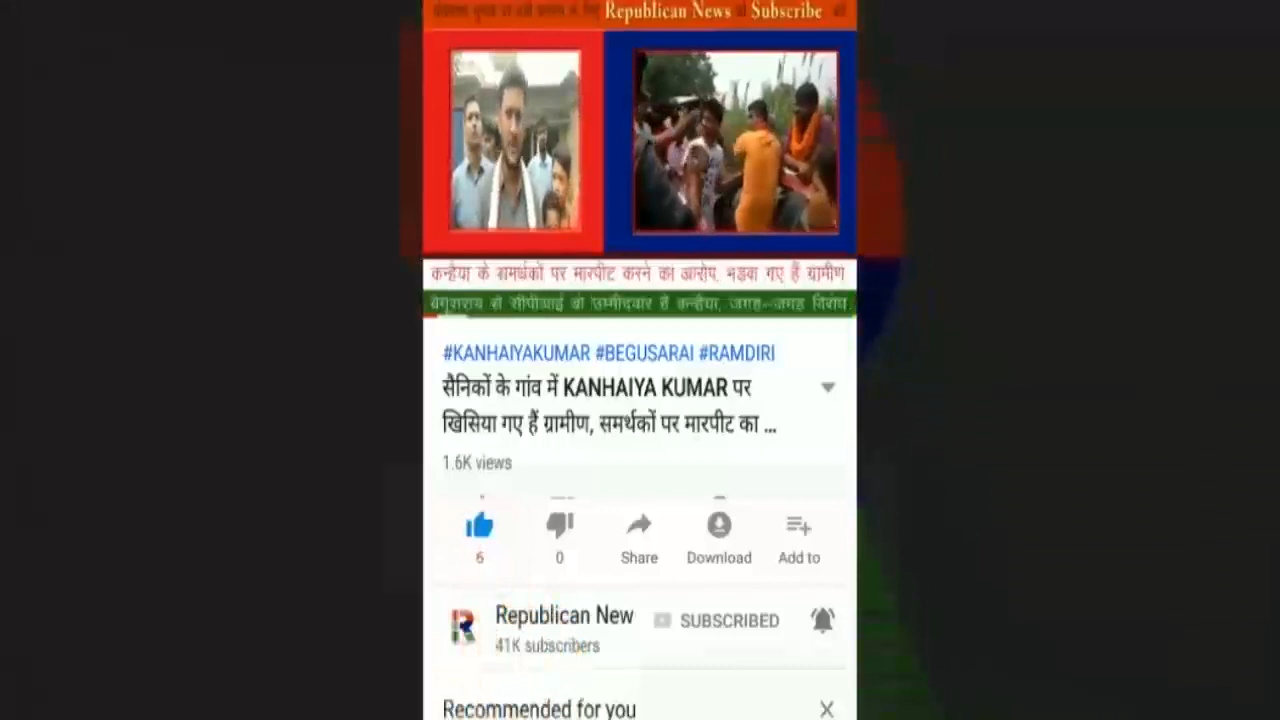 Republican News Subscribe
कन्हैया के समर्थकों पर मारपीट करने का आरोप, भड़क गए हैं ग्रामीण
बेगूसराय से सीपीआई के उम्मीदवार हैं कन्हैया, जगह-जगह विरोध
#KANHAIYAKUMAR #BEGUSARAI #RAMDIRI
सैनिकों के गांव में KANHAIYA KUMAR पर
खिसिया गए हैं ग्रामीण, समर्थकों पर मारपीट का ...
1.6K views
6 0 Share Download Add to
R Republican New SUBSCRIBED
41K subscribers
Recommended for you